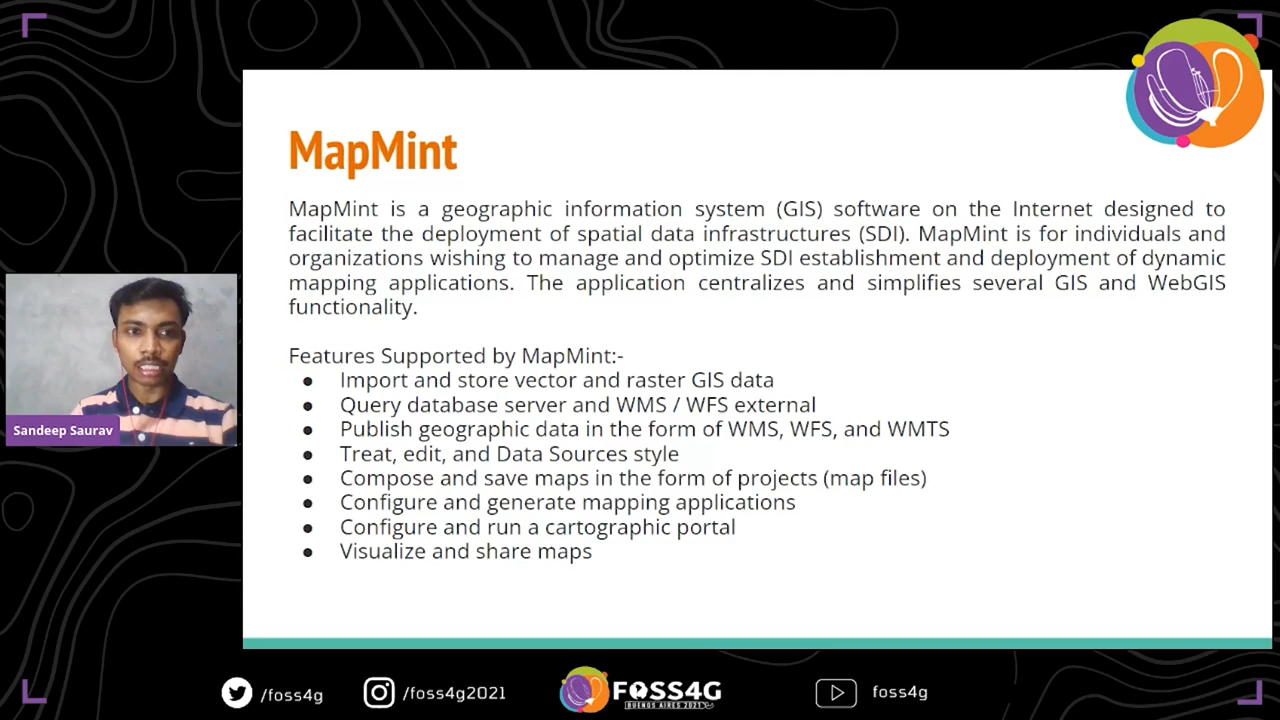 MapMint
MapMint is a geographic information system (GIS) software on the Internet designed to
facilitate the deployment of spatial data infrastructures (SDI). MapMint is for individuals and
organizations wishing to manage and optimize SDI establishment and deployment of dynamic
mapping applications. The application centralizes and simplifies several GIS and WebGIS
functionality.
Features Supported by MapMint:-
● Import and store vector and raster GIS data
● Query database server and WMS / WFS external
● Publish geographic data in the form of WMS, WFS, and WMTS
● Treat, edit, and Data Sources style
● Compose and save maps in the form of projects (map files)
● Configure and generate mapping applications
● Configure and run a cartographic portal
● Visualize and share maps
Sandeep Saurav
/foss4g
/foss4g2021
FOSS4G
BUENOS AIRES 2021
foss4g